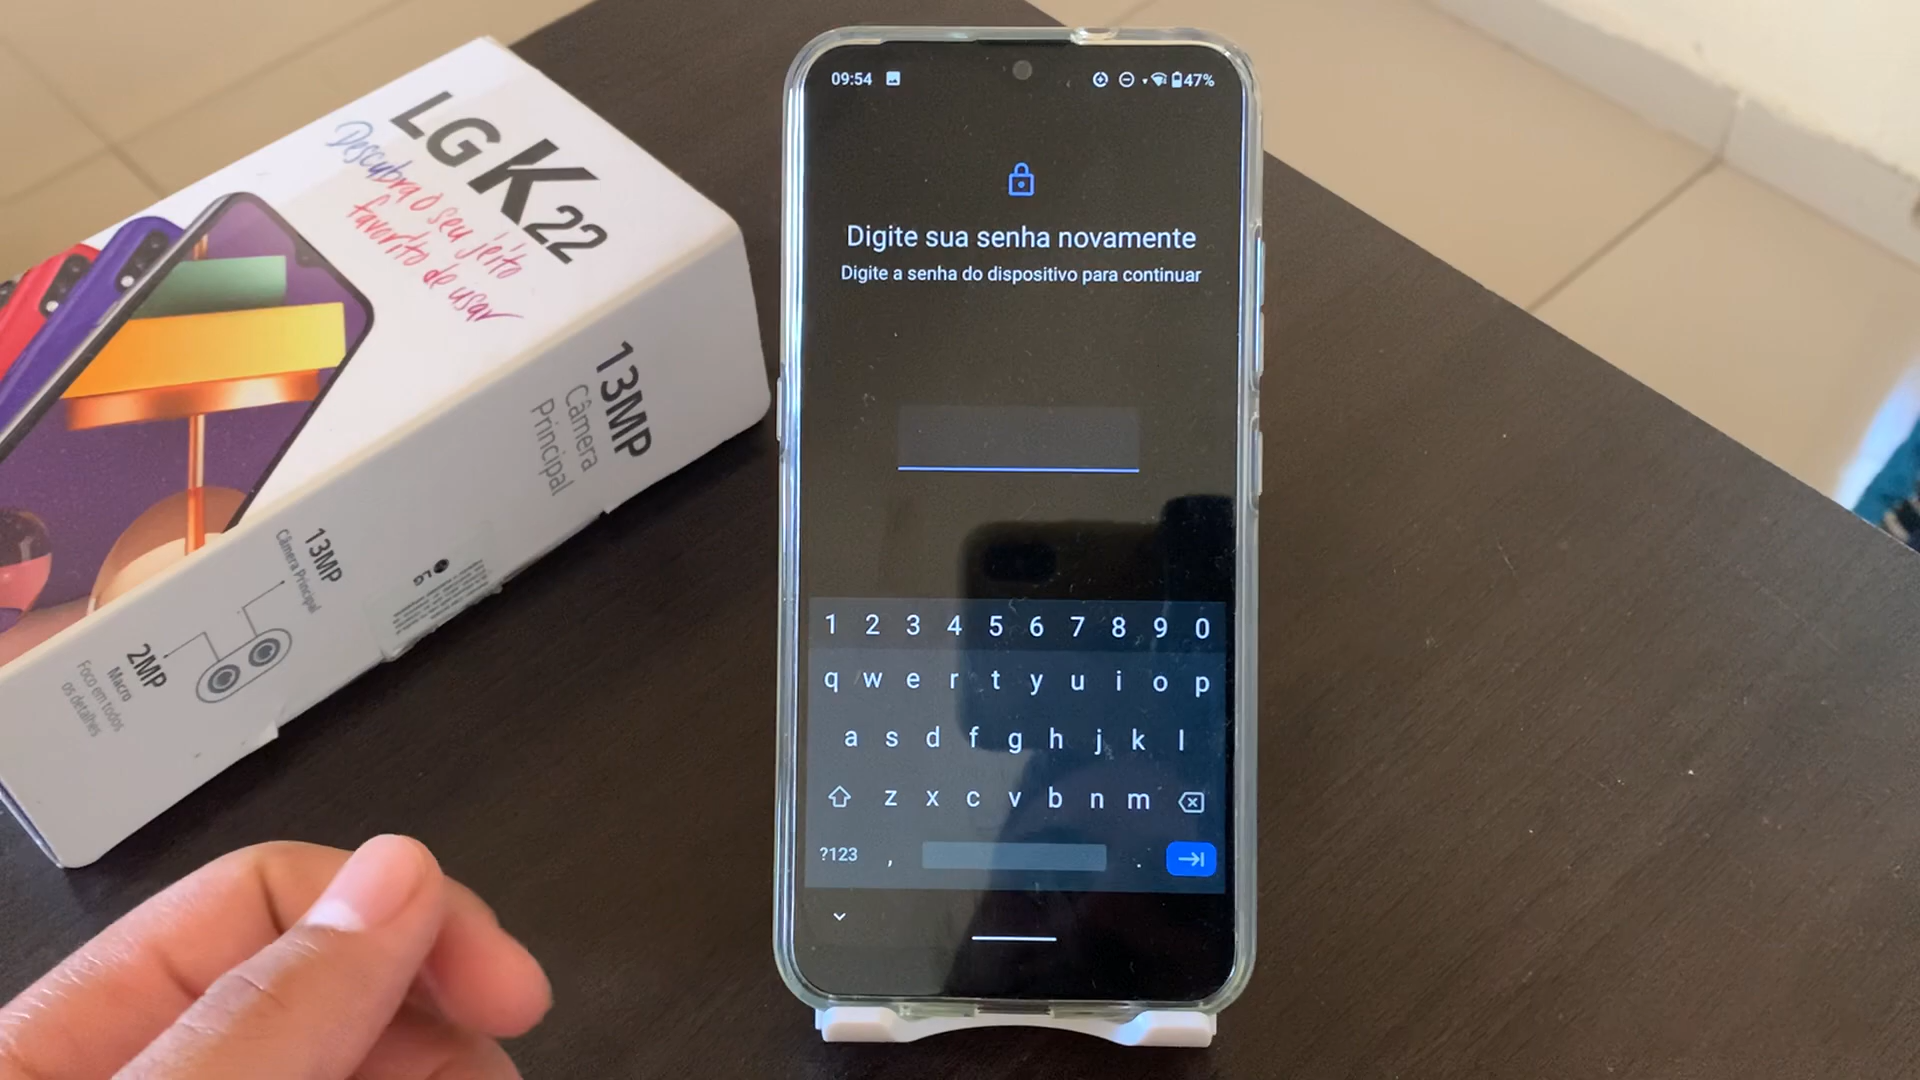 LG K22
Descubra o seu jeito
favorito de usar
13MP
Câmera
Principal
13MP
Câmera Principal
2MP
Macro
Foco em todos
os detalhes
LG
09:54
47%
Digite sua senha novamente
Digite a senha do dispositivo para continuar
1 2 3 4 5 6 7 8 9 0
q w e r t y u i o p
a s d f g h j k l
z x c v b n m
?123 , .